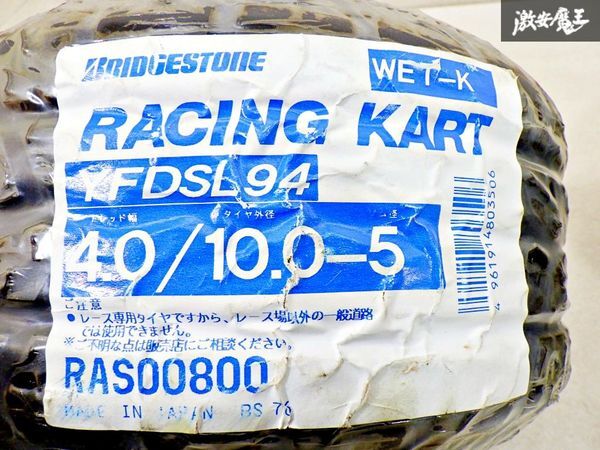 激安魔王
BRIDGESTONE
WET-K
RACING KART
YFDSL94
トレッド幅 タイヤ外径 径
4.0/10.0-5
ご注意
●レース専用タイヤですから、レース場以外の一般道路
では使用できません。
※ご不明な点は販売店にご相談ください。
RAS00800
MADE IN JAPAN BS 76
4961914803506